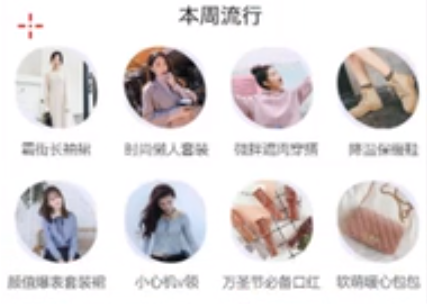 本周流行
霸街长袖裙
时尚懒人套装
微胖遮肉穿搭
降温保暖鞋
颜值爆表套装裙
小心机v领
万圣节必备口红
软萌暖心包包